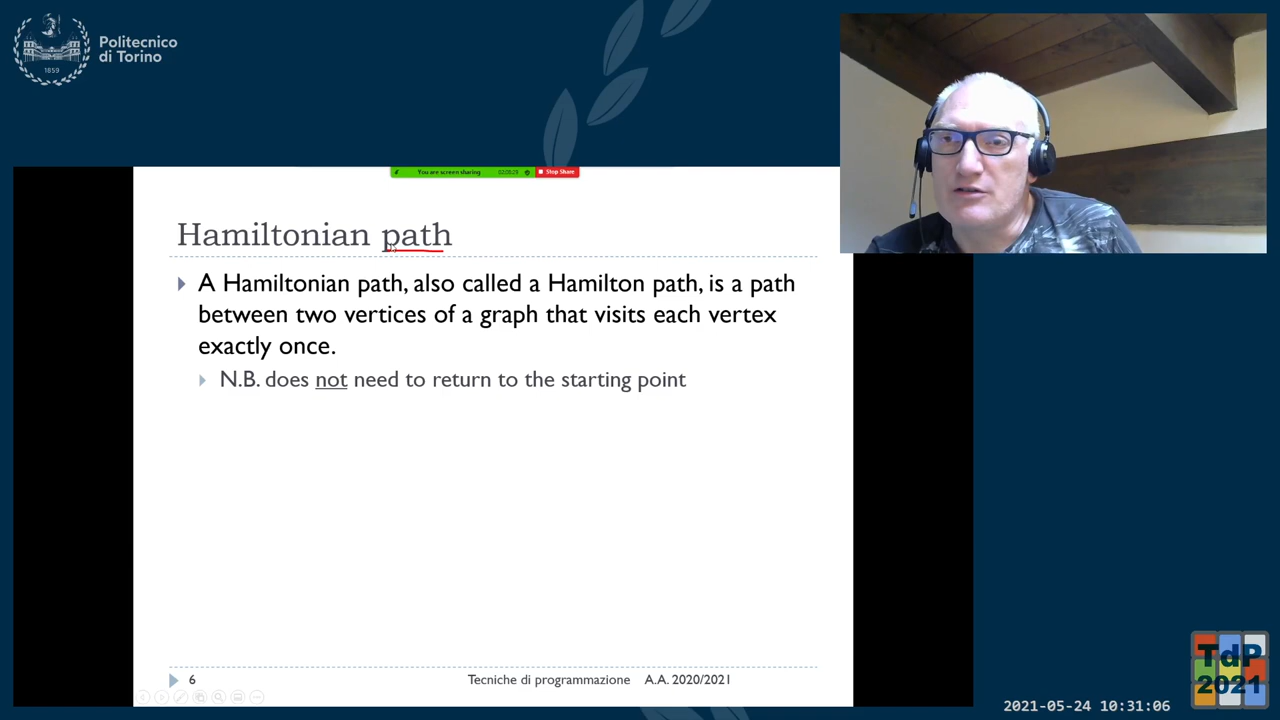 Politecnico
di Torino
1859
You are screen sharing
Stop Share
Hamiltonian path
A Hamiltonian path, also called a Hamilton path, is a path
between two vertices of a graph that visits each vertex
exactly once.
N.B. does not need to return to the starting point
6
Tecniche di programmazione A.A. 2020/2021
TdP
2021
2021-05-24 10:31:06